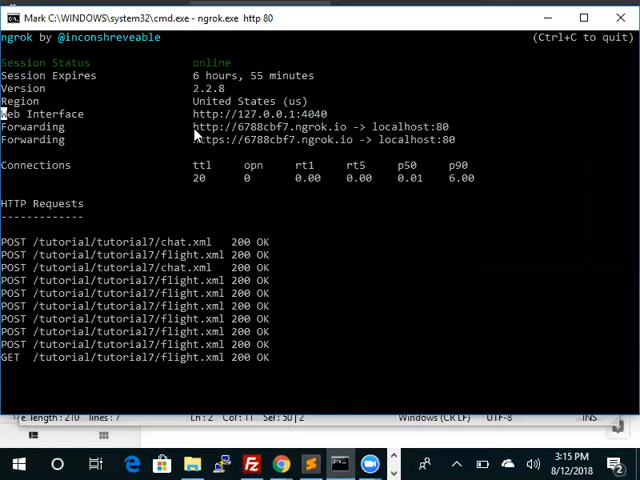 Mark C:\WINDOWS\system32\cmd.exe - ngrok.exe http 80
ngrok by @inconshreveable (Ctrl+C to quit)
Session Status online
Session Expires 6 hours, 55 minutes
Version 2.2.8
Region United States (us)
Web Interface http://127.0.0.1:4040
Forwarding http://6788cbf7.ngrok.io -> localhost:80
Forwarding https://6788cbf7.ngrok.io -> localhost:80
Connections ttl opn rt1 rt5 p50 p90
20 0 0.00 0.00 0.01 6.00
HTTP Requests
-------------
POST /tutorial/tutorial7/chat.xml 200 OK
POST /tutorial/tutorial7/flight.xml 200 OK
POST /tutorial/tutorial7/chat.xml 200 OK
POST /tutorial/tutorial7/flight.xml 200 OK
POST /tutorial/tutorial7/flight.xml 200 OK
POST /tutorial/tutorial7/flight.xml 200 OK
POST /tutorial/tutorial7/flight.xml 200 OK
POST /tutorial/tutorial7/flight.xml 200 OK
POST /tutorial/tutorial7/flight.xml 200 OK
GET /tutorial/tutorial7/flight.xml 200 OK
length : 210 lines : 7 Ln : 2 Col : 11 Sel : 50 | 2 Windows (CR LF) UTF-8 INS
3:15 PM
8/12/2018
2